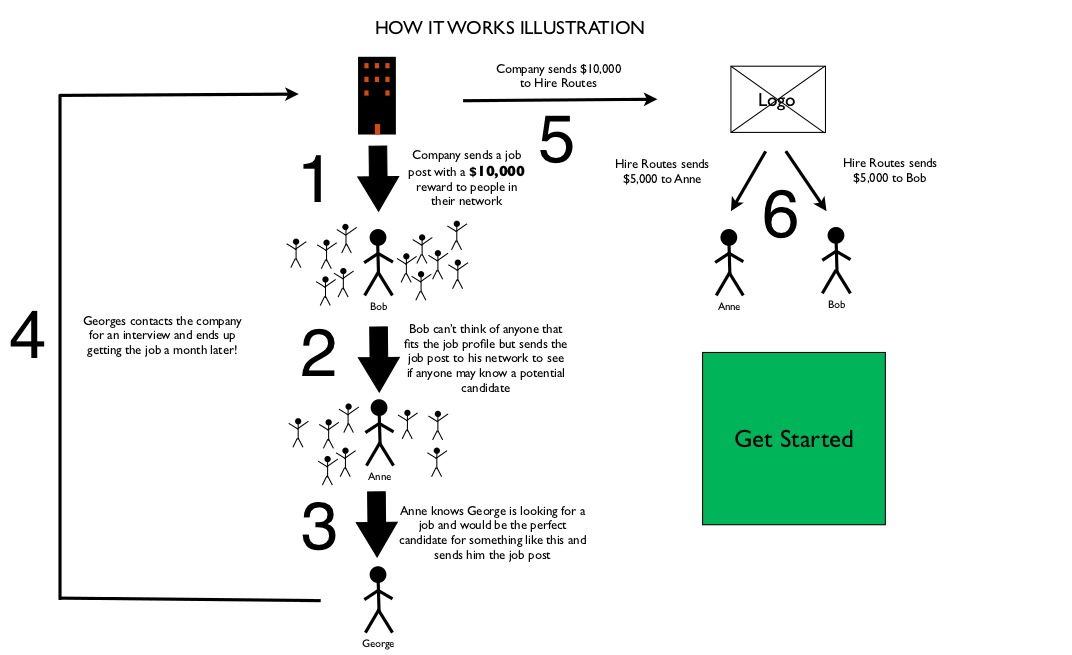 HOW IT WORKS ILLUSTRATION
Company sends $10,000
to Hire Routes
5
Logo
1
Company sends a job
post with a $10,000
reward to people in
their network
Hire Routes sends
$5,000 to Anne
Hire Routes sends
$5,000 to Bob
6
Anne
Bob
Bob
4
Georges contacts the company
for an interview and ends up
getting the job a month later!
2
Bob can't think of anyone that
fits the job profile but sends the
job post to his network to see
if anyone may know a potential
candidate
Anne
Get Started
3
Anne knows George is looking for a
job and would be the perfect
candidate for something like this and
sends him the job post
George